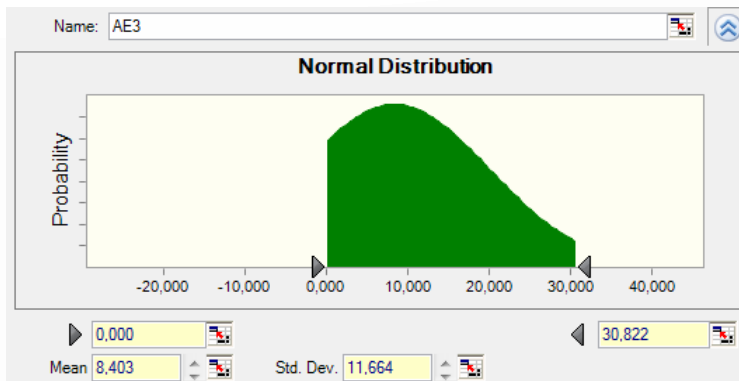 Name: AE3
Normal Distribution
Probability
-20,000 -10,000 0,000 10,000 20,000 30,000 40,000
0,000 30,822
Mean 8,403 Std. Dev. 11,664